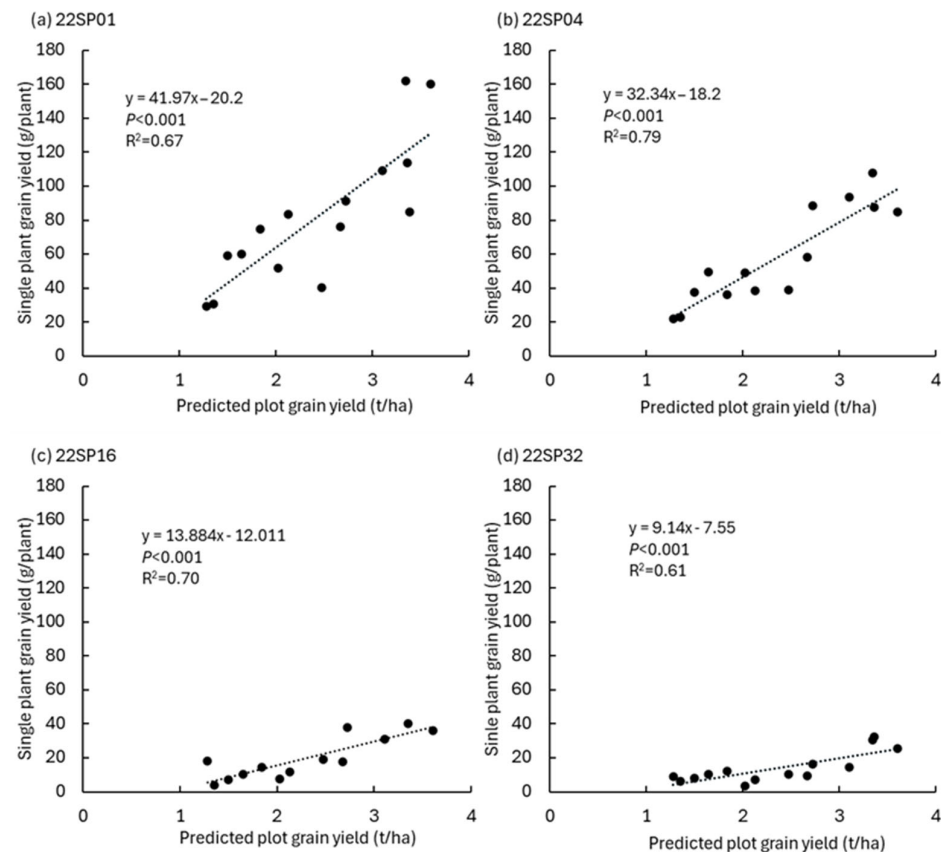 (a) 22SP01
Single plant grain yield (g/plant)
180
160
140
120
100
80
60
40
20
0
y = 41.97x–20.2
P<0.001
R²=0.67
0 1 2 3 4
Predicted plot grain yield (t/ha)
(b) 22SP04
Single plant grain yield (g/plant)
180
160
140
120
100
80
60
40
20
0
y = 32.34x–18.2
P<0.001
R²=0.79
0 1 2 3 4
Predicted plot grain yield (t/ha)
(c) 22SP16
Single plant grain yield (g/plant)
180
160
140
120
100
80
60
40
20
0
y = 13.884x - 12.011
P<0.001
R²=0.70
0 1 2 3 4
Predicted plot grain yield (t/ha)
(d) 22SP32
Sinle plant grain yield (g/plant)
180
160
140
120
100
80
60
40
20
0
y = 9.14x - 7.55
P<0.001
R²=0.61
0 1 2 3 4
Predicted plot grain yield (t/ha)